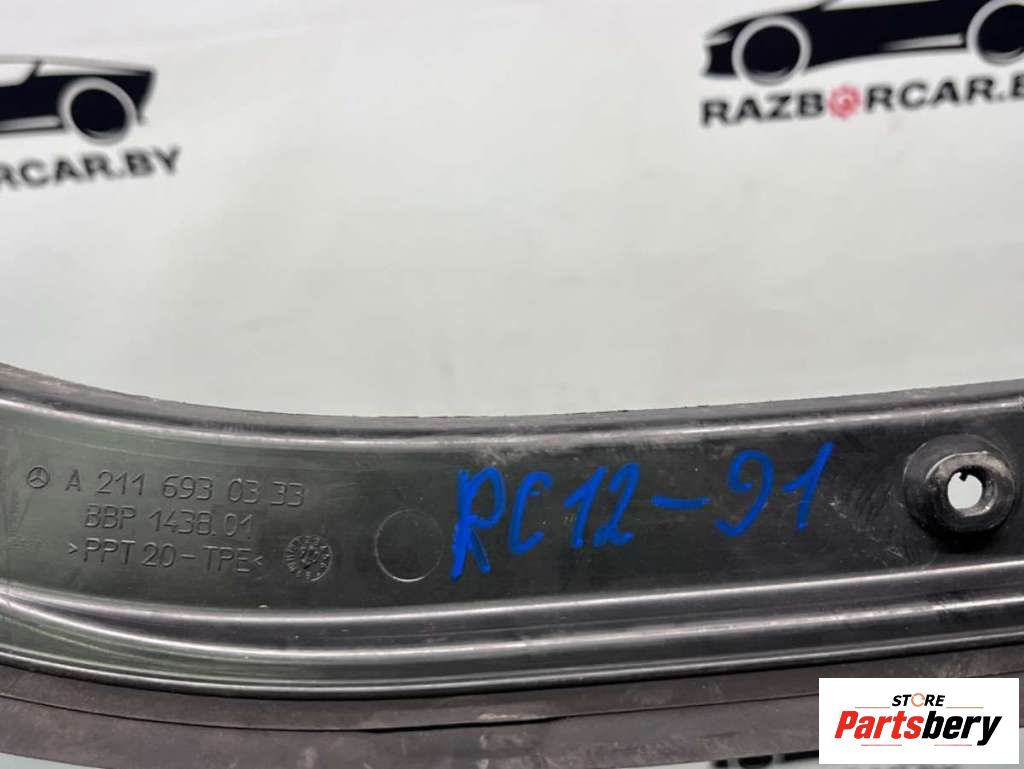 RAZBORCAR.BY
RCAR.BY
A 211 693 03 33
BBP 1438.01
>PPT 20-TPE<
RC12-91
STORE
Partsbery